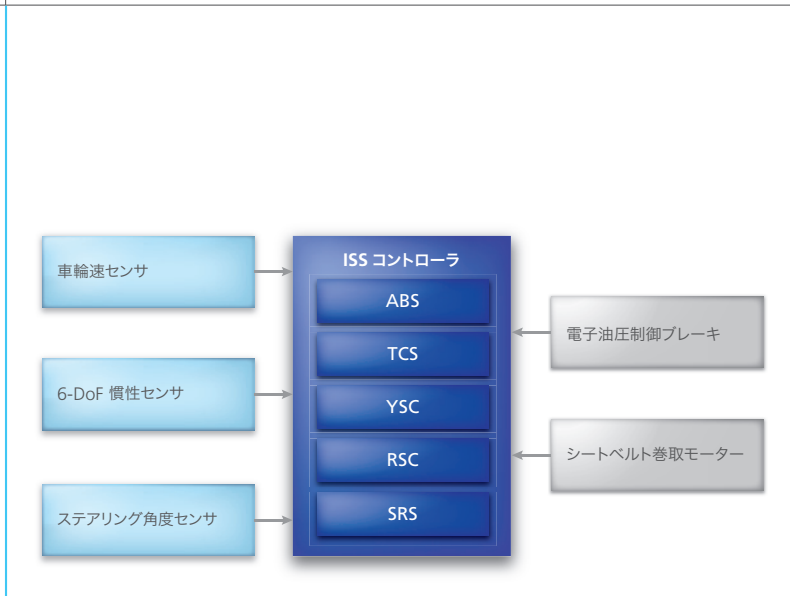 車輪速センサ
6-DoF 慣性センサ
ステアリング角度センサ
ISS コントローラ
ABS
TCS
YSC
RSC
SRS
電子油圧制御ブレーキ
シートベルト巻取モーター